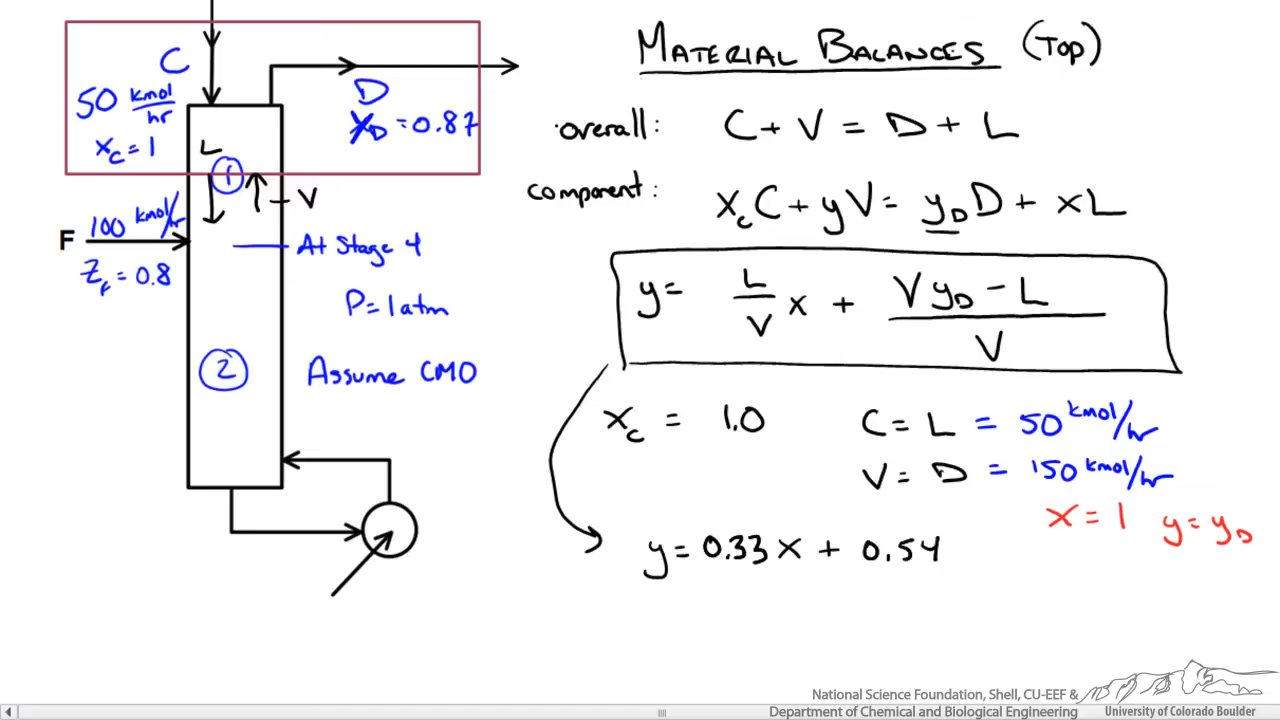 MATERIAL BALANCES (TOP)
C
50 kmol/hr
x_C = 1
D
y_D = 0.87
L
1
V
overall: C + V = D + L
component: x_C C + y V = y_D D + x L
F
100 kmol/hr
Z_F = 0.8
At Stage 4
P = 1 atm
2
Assume CMO
y = L/V x + (V y_D - L)/V
x_C = 1.0
C = L = 50 kmol/hr
V = D = 150 kmol/hr
x = 1 y = y_D
y = 0.33 x + 0.54
National Science Foundation, Shell, CU-EEF &
Department of Chemical and Biological Engineering
University of Colorado Boulder